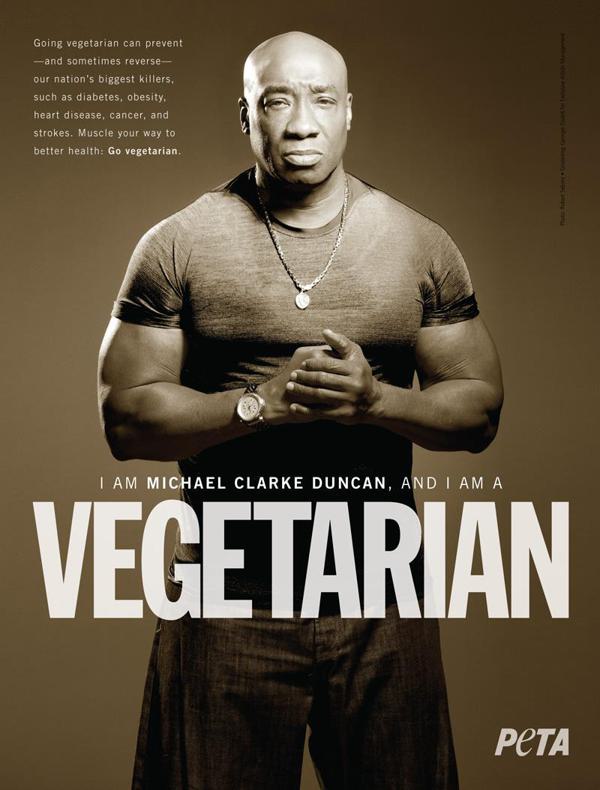 Going vegetarian can prevent
—and sometimes reverse—
our nation's biggest killers,
such as diabetes, obesity,
heart disease, cancer, and
strokes. Muscle your way to
better health: Go vegetarian.
I AM MICHAEL CLARKE DUNCAN, AND I AM A
VEGETARIAN
PeTA